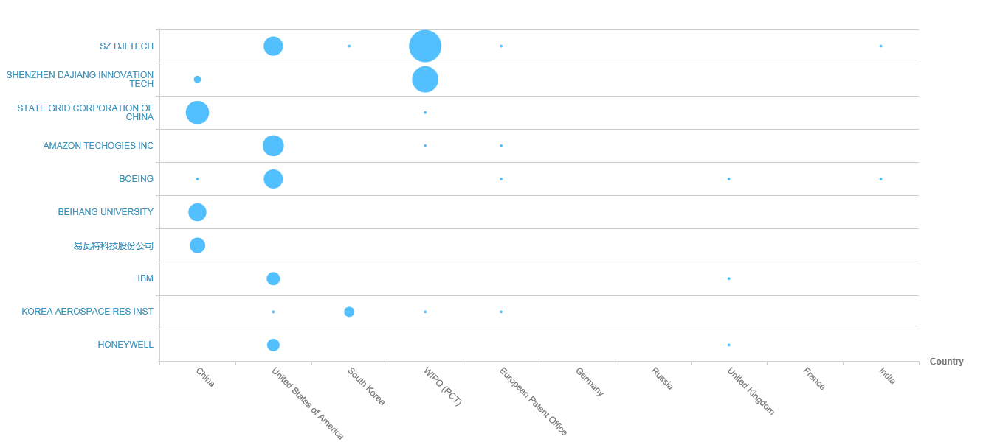 SZ DJI TECH
SHENZHEN DAJIANG INNOVATION
TECH
STATE GRID CORPORATION OF
CHINA
AMAZON TECHOGIES INC
BOEING
BEIHANG UNIVERSITY
易瓦特科技股份公司
IBM
KOREA AEROSPACE RES INST
HONEYWELL
Country
China
United States of America
South Korea
WIPO (PCT)
European Patent Office
Germany
Russia
United Kingdom
France
India